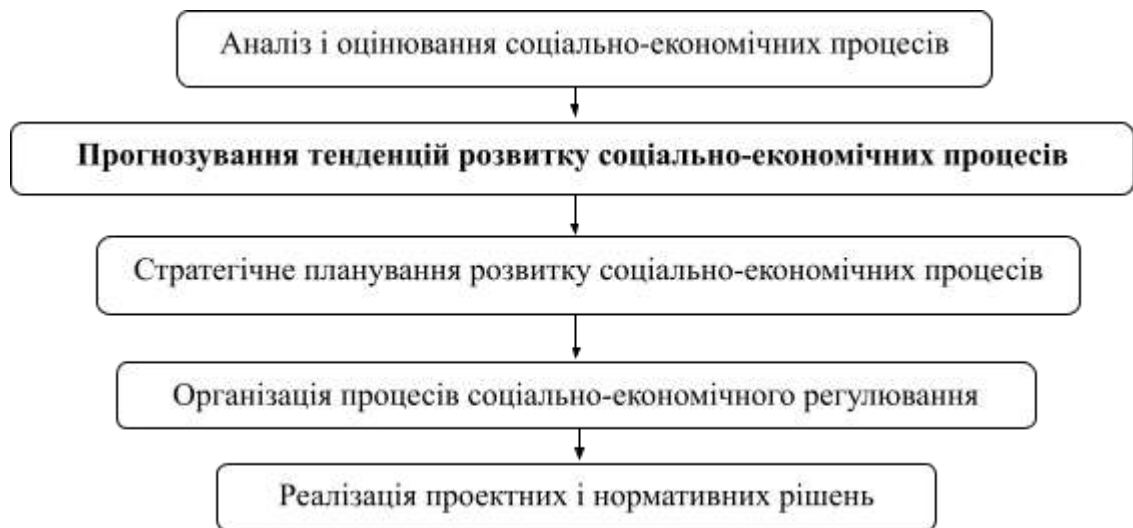 Аналіз і оцінювання соціально-економічних процесів
Прогнозування тенденцій розвитку соціально-економічних процесів
Стратегічне планування розвитку соціально-економічних процесів
Організація процесів соціально-економічного регулювання
Реалізація проектних і нормативних рішень